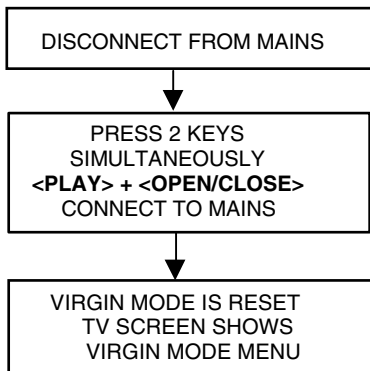 DISCONNECT FROM MAINS
PRESS 2 KEYS
SIMULTANEOUSLY
<PLAY> + <OPEN/CLOSE>
CONNECT TO MAINS
VIRGIN MODE IS RESET
TV SCREEN SHOWS
VIRGIN MODE MENU